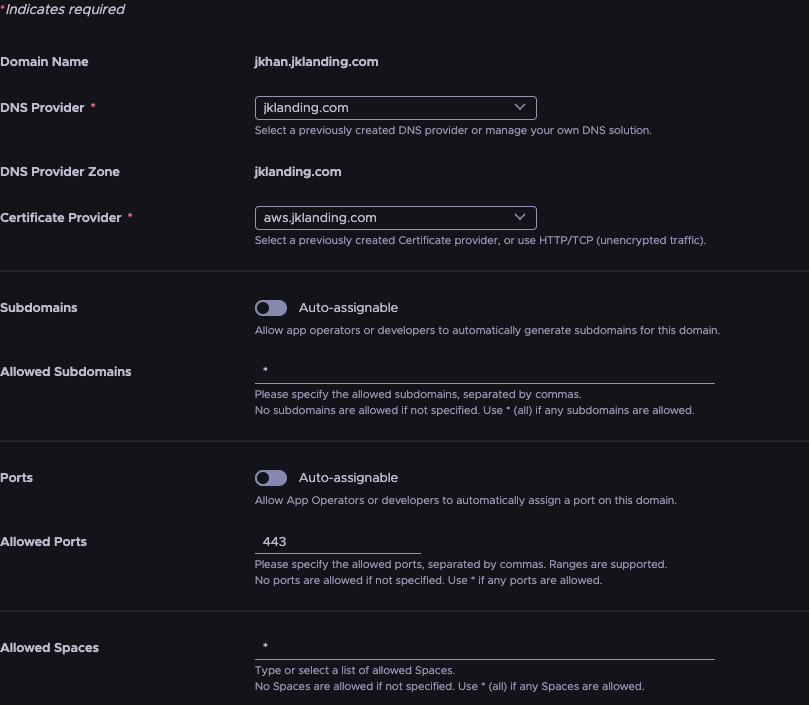 *Indicates required
Domain Name
jkhan.jklanding.com
DNS Provider *
jklanding.com
Select a previously created DNS provider or manage your own DNS solution.
DNS Provider Zone
jklanding.com
Certificate Provider *
aws.jklanding.com
Select a previously created Certificate provider, or use HTTP/TCP (unencrypted traffic).
Subdomains
Auto-assignable
Allow app operators or developers to automatically generate subdomains for this domain.
Allowed Subdomains
*
Please specify the allowed subdomains, separated by commas.
No subdomains are allowed if not specified. Use * (all) if any subdomains are allowed.
Ports
Auto-assignable
Allow App Operators or developers to automatically assign a port on this domain.
Allowed Ports
443
Please specify the allowed ports, separated by commas. Ranges are supported.
No ports are allowed if not specified. Use * if any ports are allowed.
Allowed Spaces
*
Type or select a list of allowed Spaces.
No Spaces are allowed if not specified. Use * (all) if any Spaces are allowed.